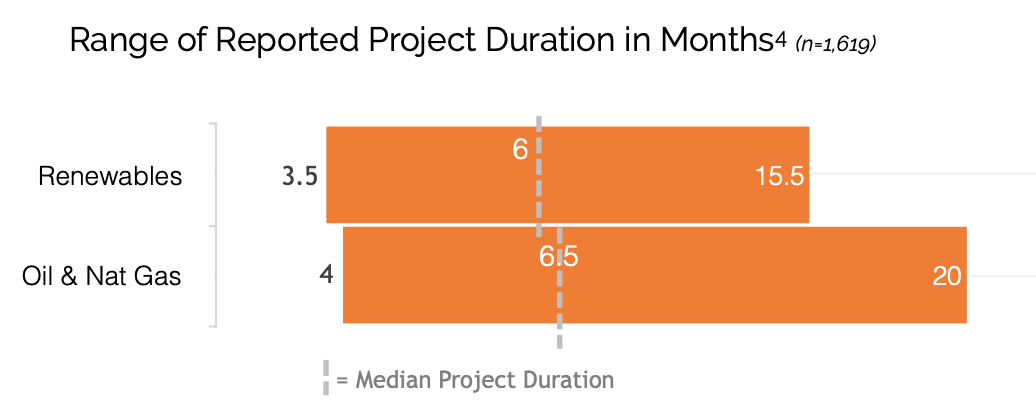 Range of Reported Project Duration in Months4 (n=1,619)
Renewables
3.5
6
15.5
Oil & Nat Gas
4
6.5
20
= Median Project Duration